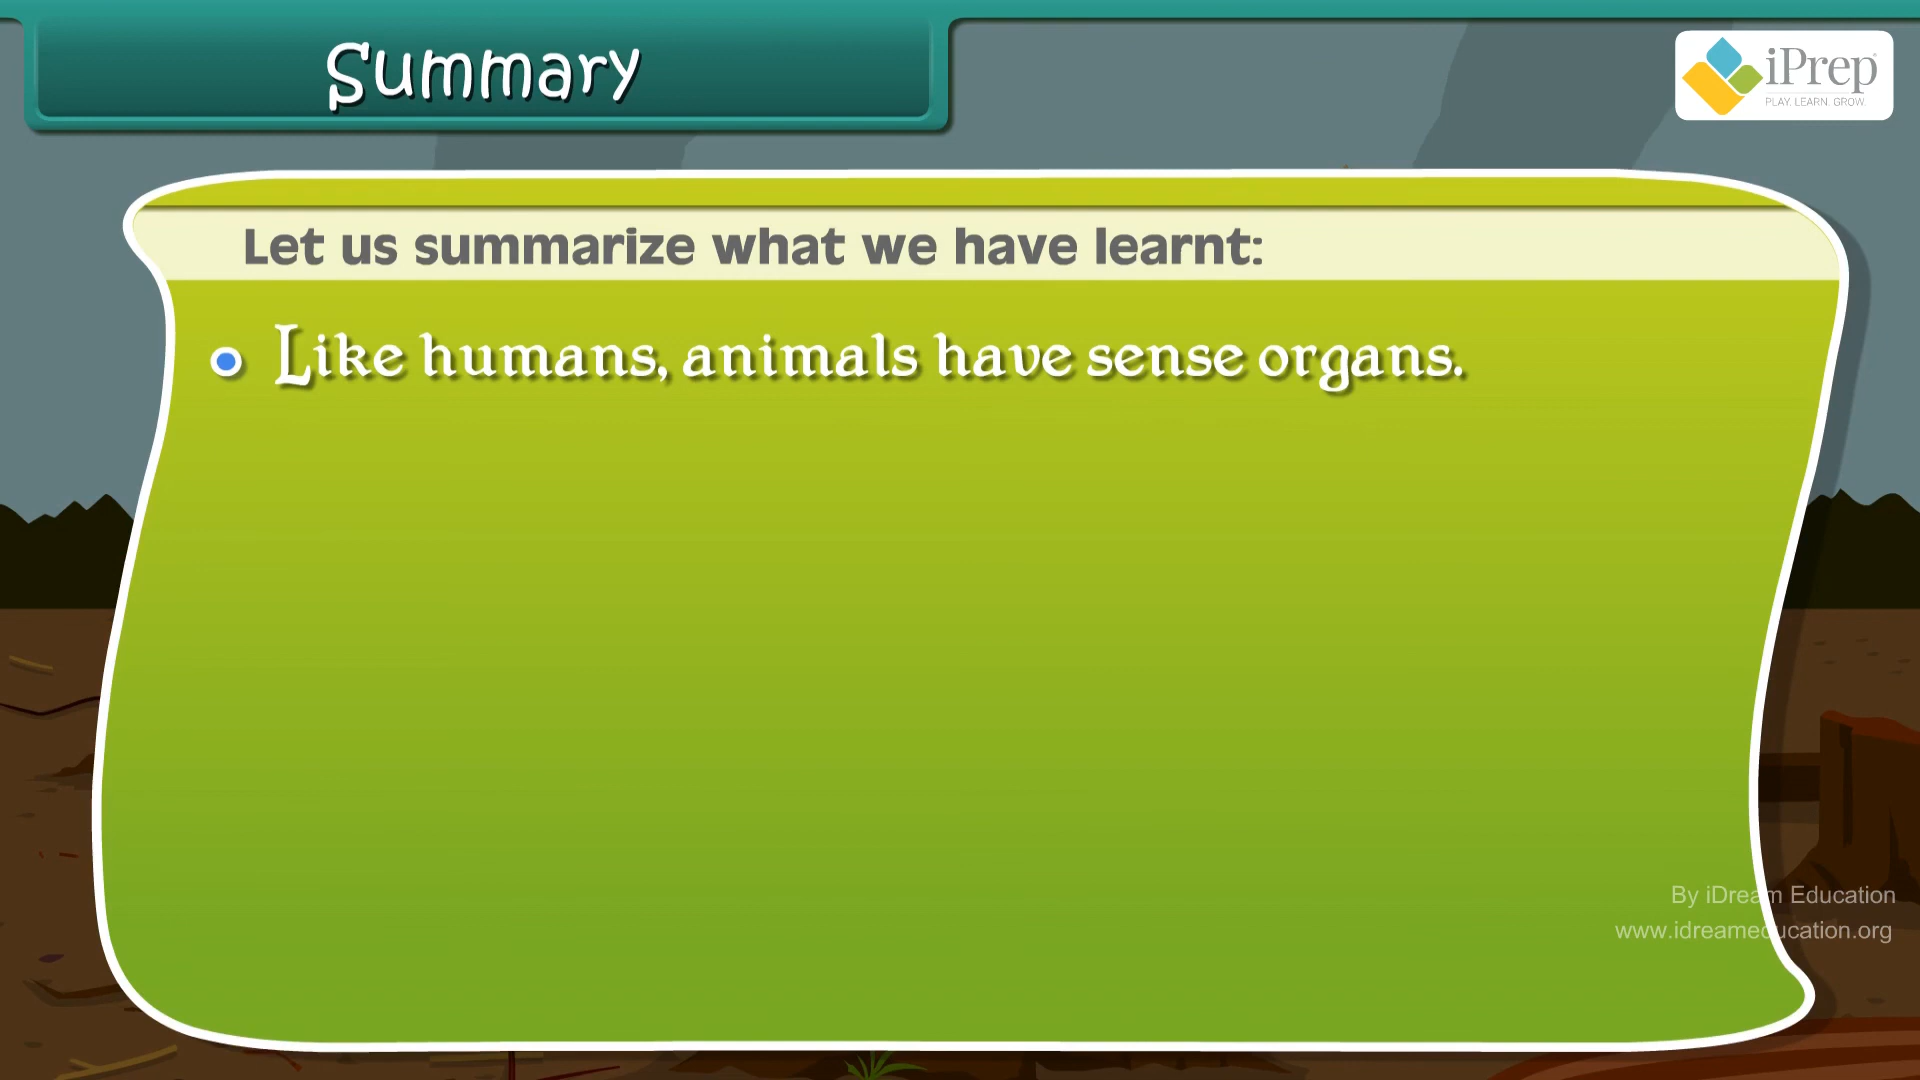 Summary
iPrep
PLAY. LEARN. GROW.
Let us summarize what we have learnt:
Like humans, animals have sense organs.
By iDream Education
www.idreameducation.org